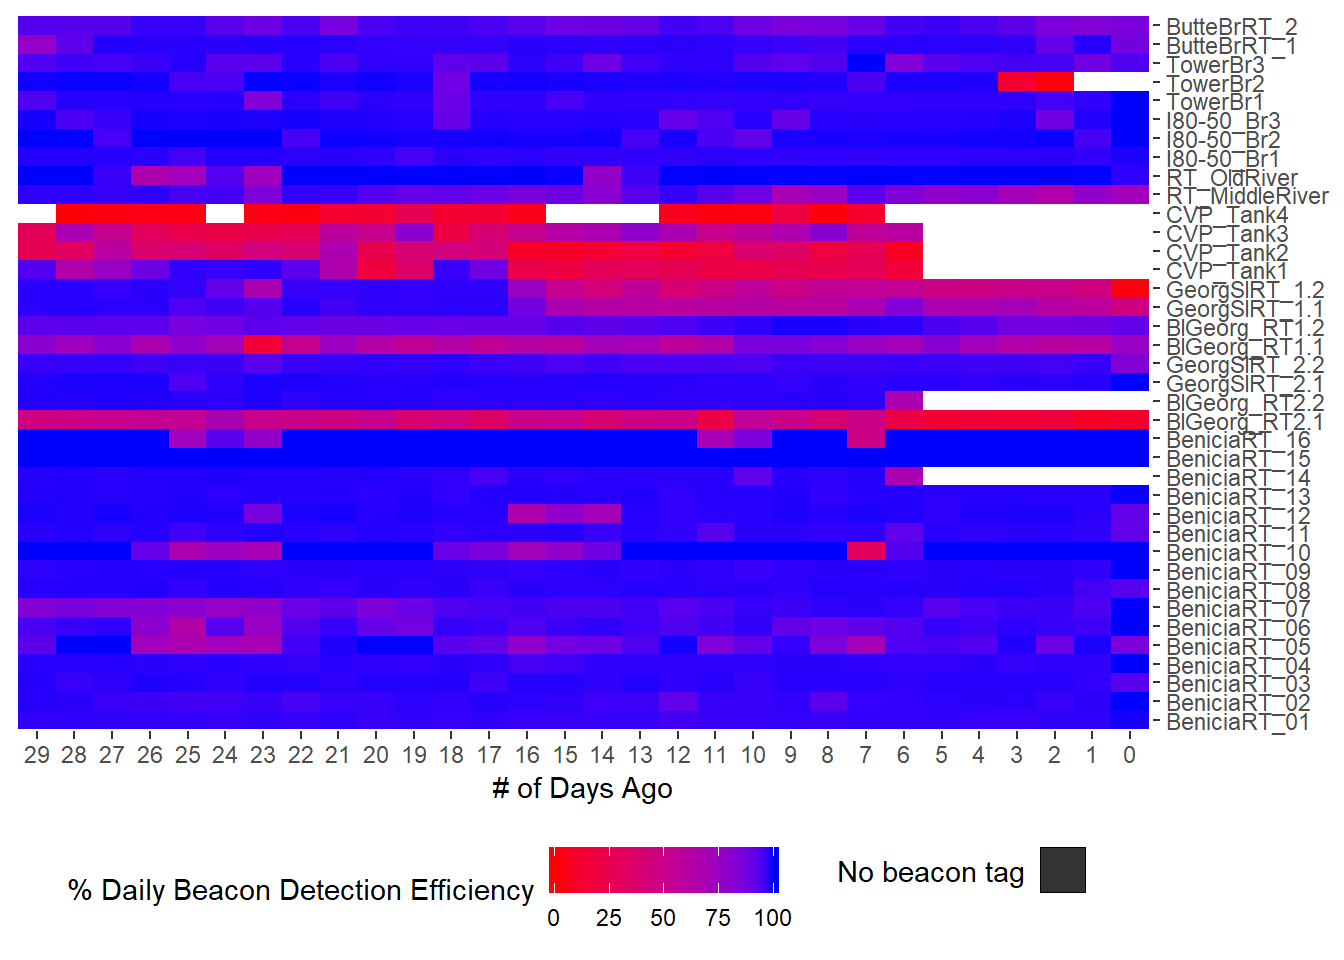 ButteBrRT_2
ButteBrRT_1
TowerBr3
TowerBr2
TowerBr1
I80-50_Br3
I80-50_Br2
I80-50_Br1
RT_OldRiver
RT_MiddleRiver
CVP_Tank4
CVP_Tank3
CVP_Tank2
CVP_Tank1
GeorgSlRT_1.2
GeorgSlRT_1.1
BlGeorg_RT1.2
BlGeorg_RT1.1
GeorgSlRT_2.2
GeorgSlRT_2.1
BlGeorg_RT2.2
BlGeorg_RT2.1
BeniciaRT_16
BeniciaRT_15
BeniciaRT_14
BeniciaRT_13
BeniciaRT_12
BeniciaRT_11
BeniciaRT_10
BeniciaRT_09
BeniciaRT_08
BeniciaRT_07
BeniciaRT_06
BeniciaRT_05
BeniciaRT_04
BeniciaRT_03
BeniciaRT_02
BeniciaRT_01
29 28 27 26 25 24 23 22 21 20 19 18 17 16 15 14 13 12 11 10 9 8 7 6 5 4 3 2 1 0
# of Days Ago
% Daily Beacon Detection Efficiency
0 25 50 75 100
No beacon tag